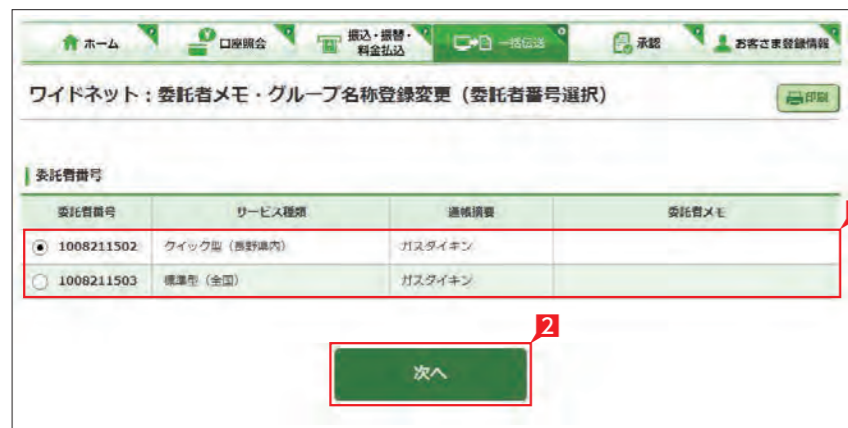 ホーム 口座照会 振込・振替・料金払込 一括伝送 承認 お客さま登録情報
ワイドネット：委託者メモ・グループ名称登録変更（委託者番号選択） 印刷
委託者番号
委託者番号 サービス種類 通帳摘要 委託者メモ
1008211502 クイック型（長野県内） ガスダイキン
1008211503 標準型（全国） ガスダイキン
2
次へ